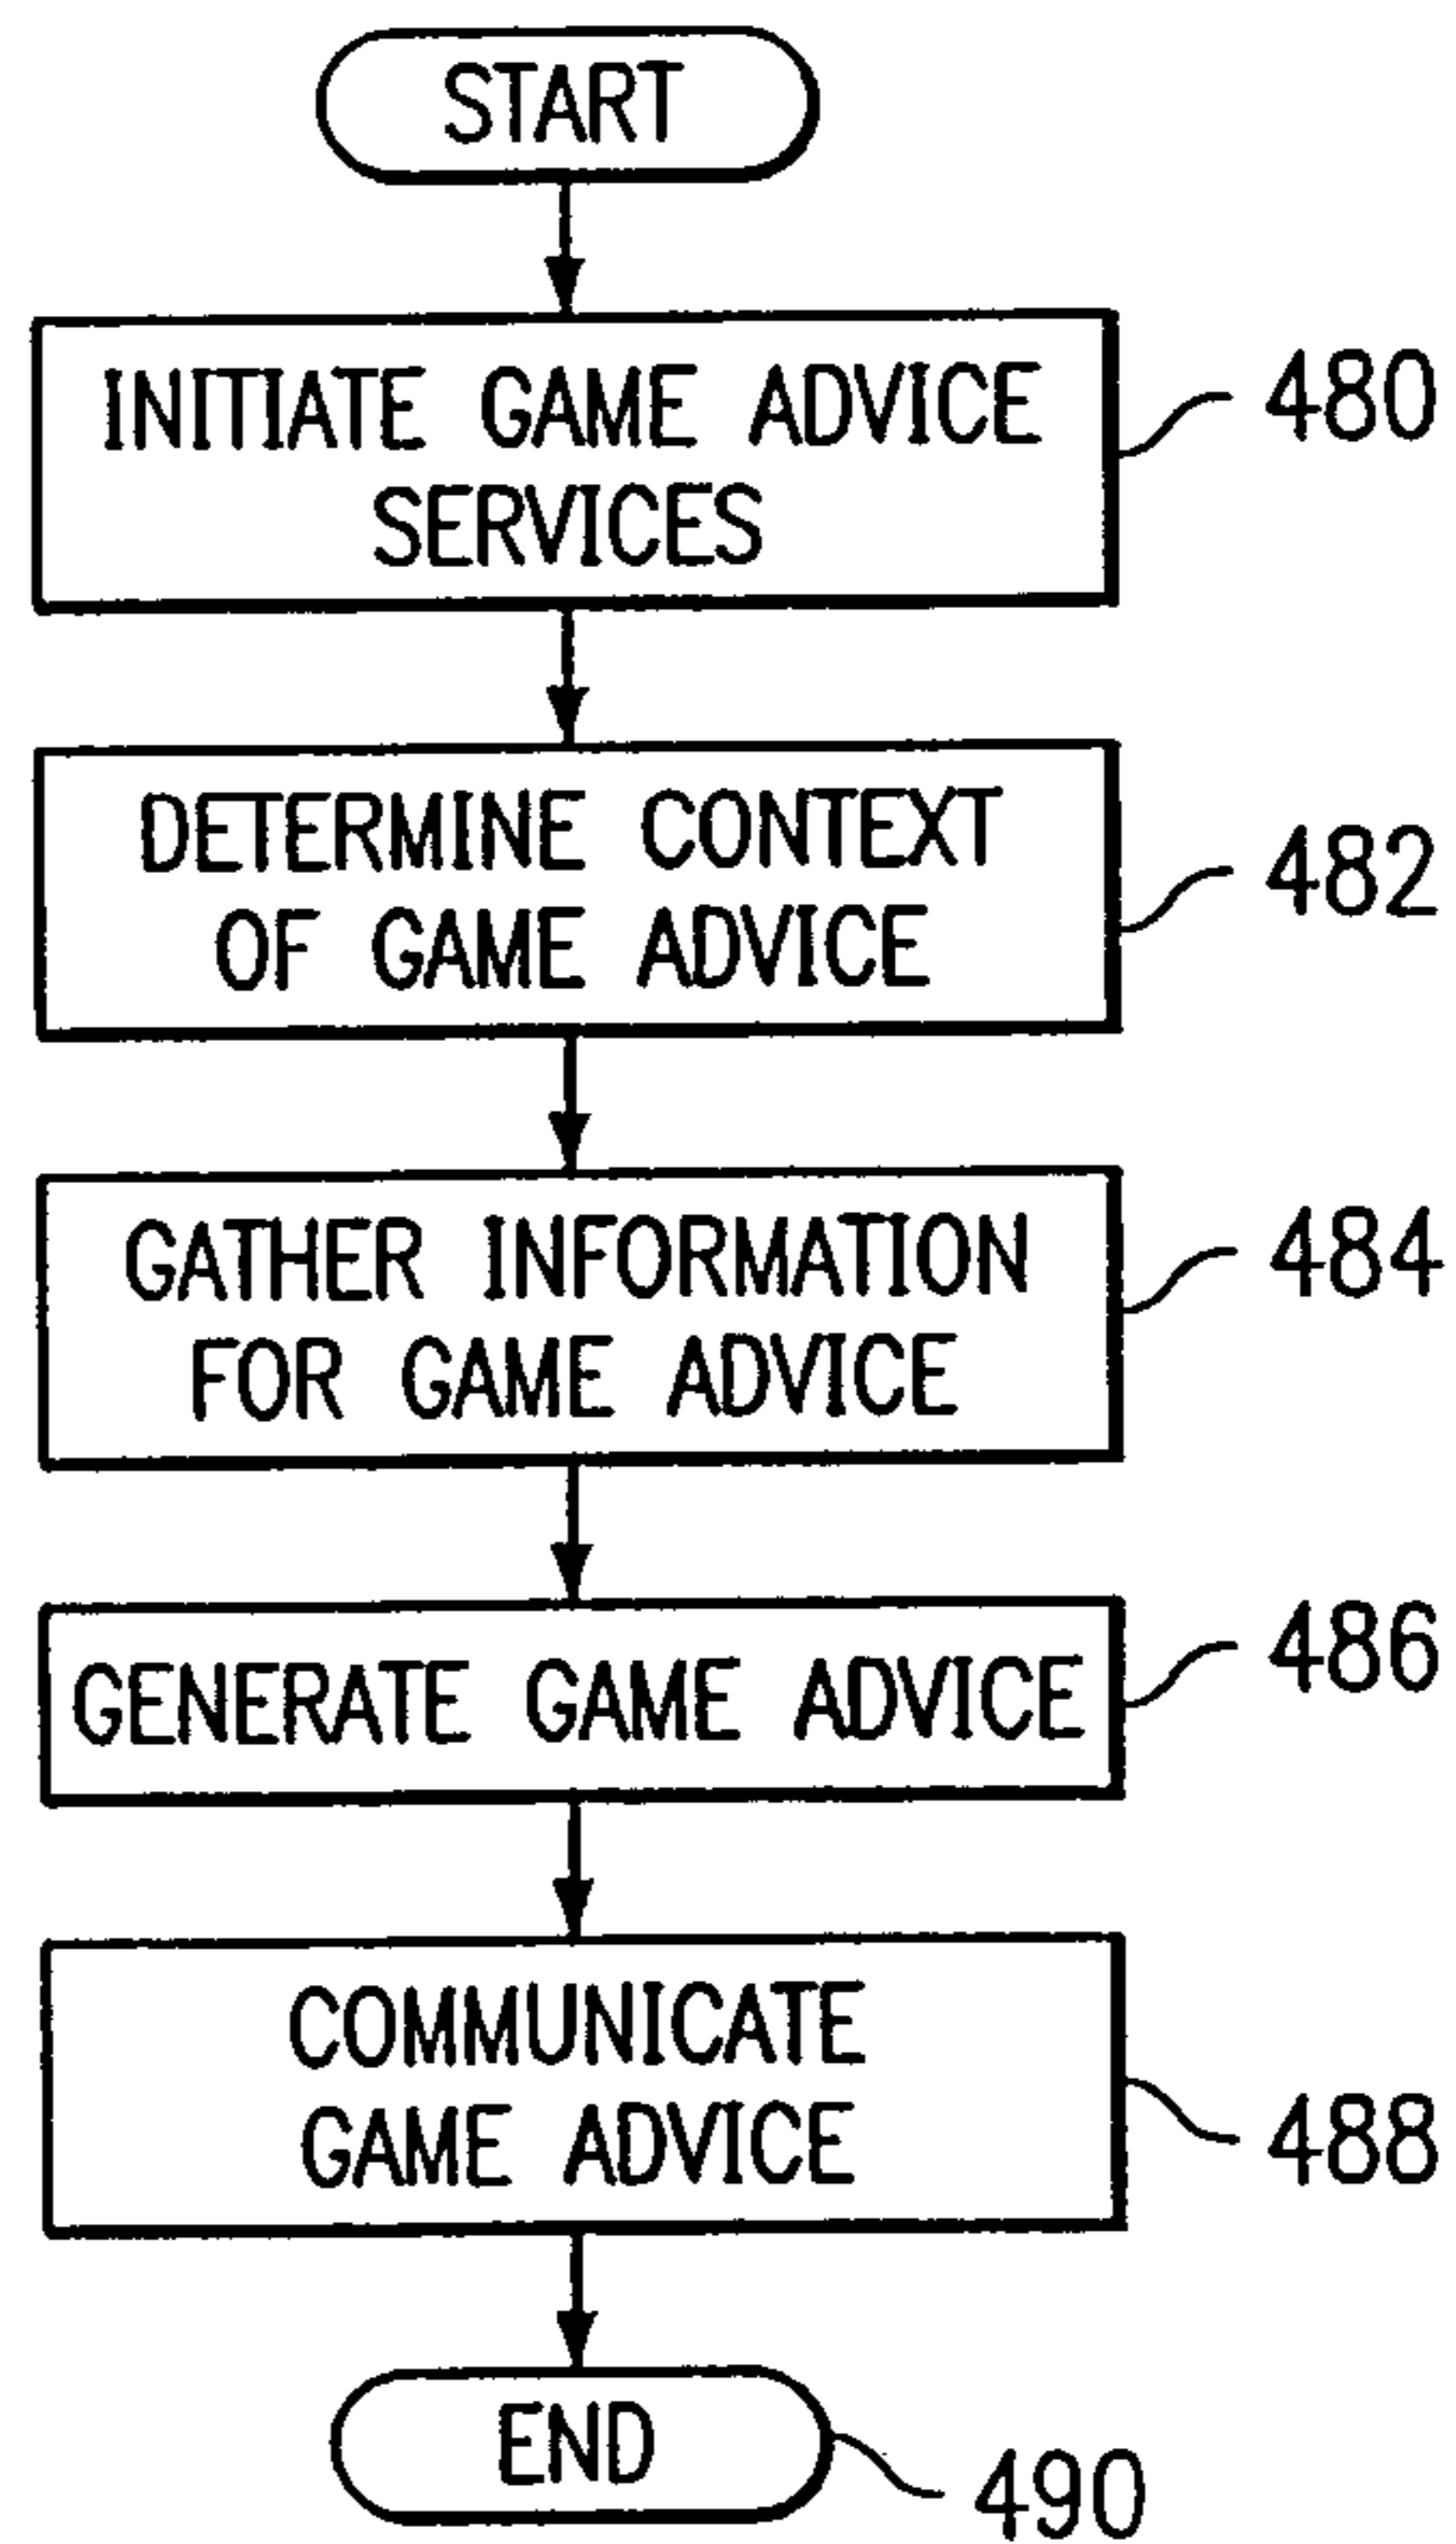 START
INITIATE GAME ADVICE
SERVICES
480
DETERMINE CONTEXT
OF GAME ADVICE
482
GATHER INFORMATION
FOR GAME ADVICE
484
GENERATE GAME ADVICE
486
COMMUNICATE
GAME ADVICE
488
END
490